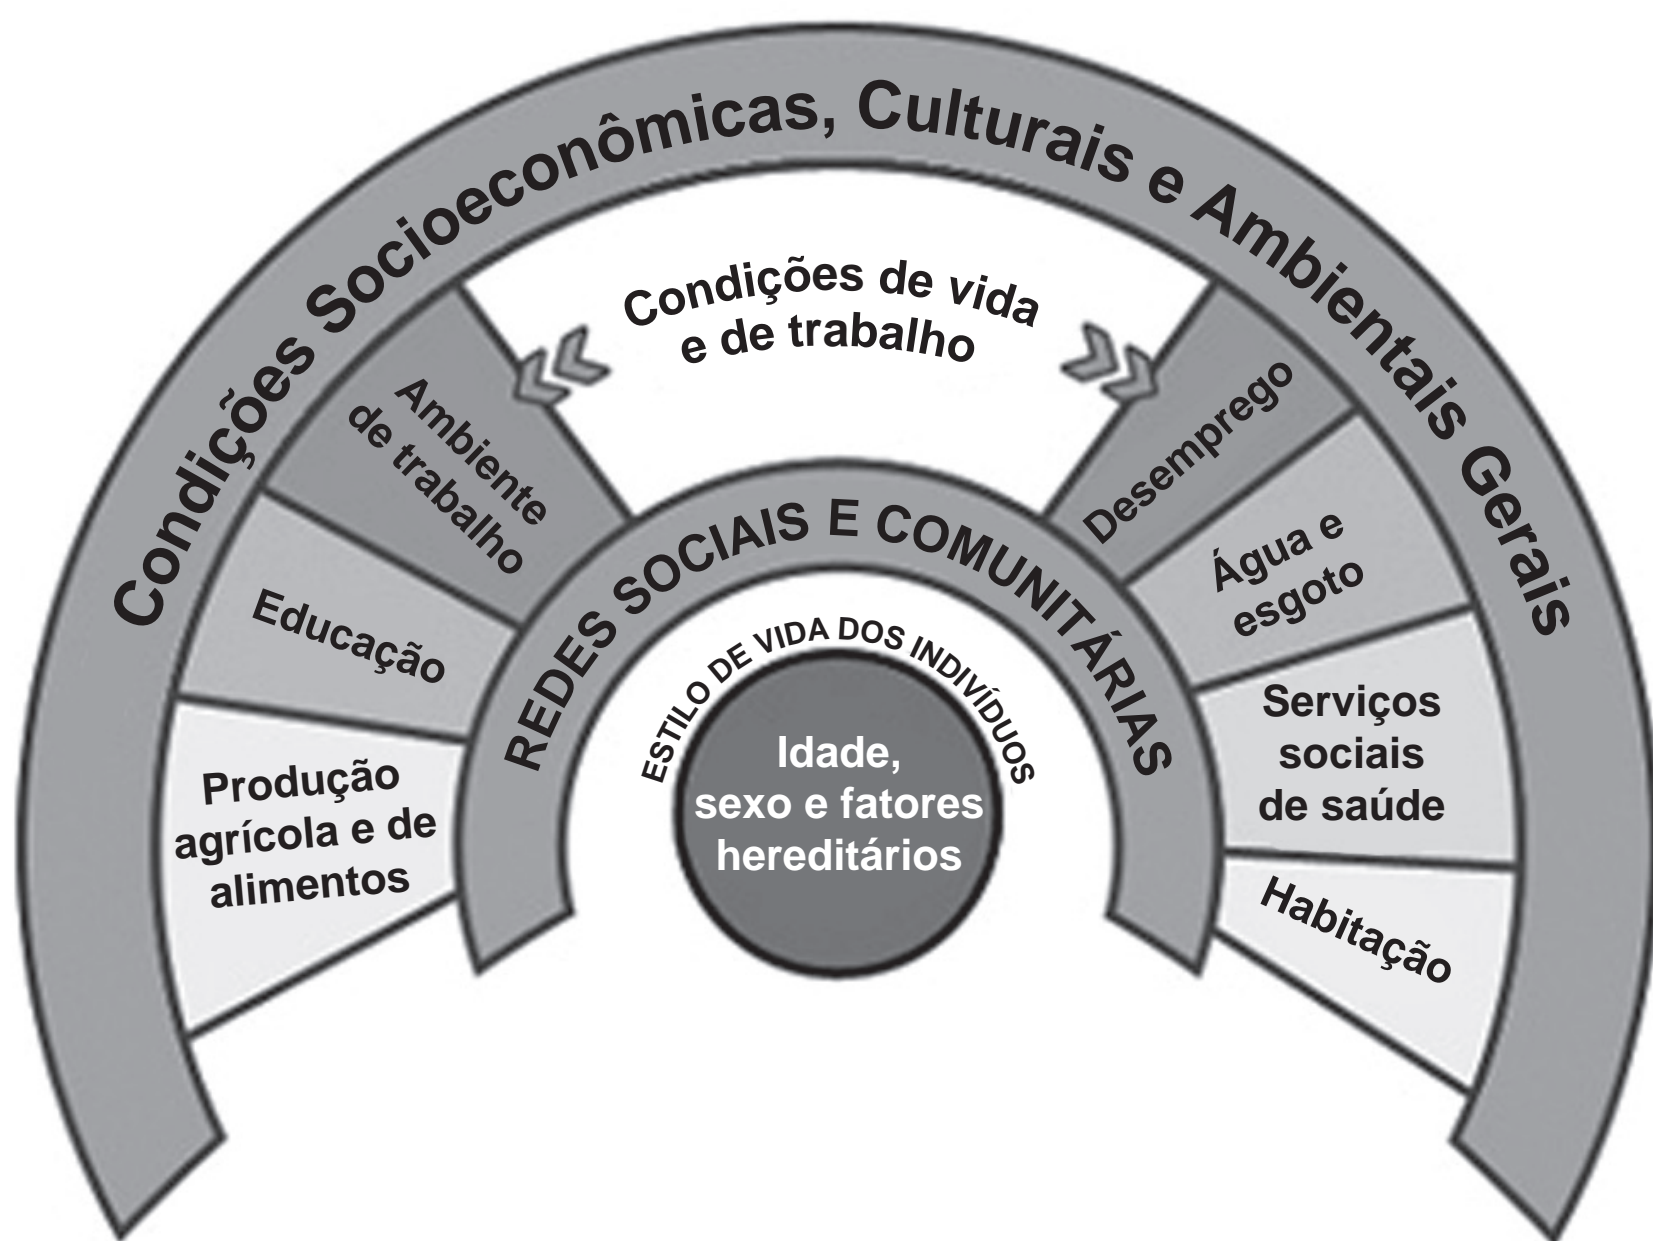 Condições Socioeconômicas, Culturais e Ambientais Gerais
Condições de vida
e de trabalho
Ambiente
de trabalho
Educação
Produção
agrícola e de
alimentos
Desemprego
Água e
esgoto
Serviços
sociais
de saúde
Habitação
REDES SOCIAIS E COMUNITÁRIAS
ESTILO DE VIDA DOS INDIVÍDUOS
Idade,
sexo e fatores
hereditários